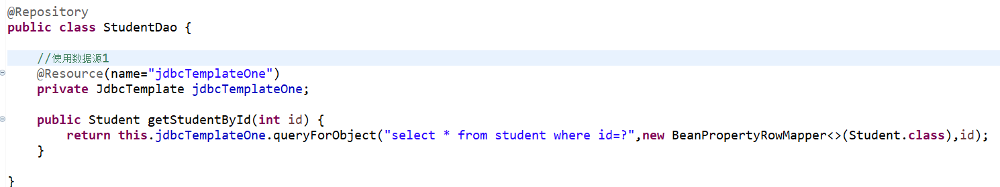 @Repository
public class StudentDao {
//使用数据源1
@Resource(name="jdbcTemplateOne")
private JdbcTemplate jdbcTemplateOne;
public Student getStudentById(int id) {
return this.jdbcTemplateOne.queryForObject("select * from student where id=?",new BeanPropertyRowMapper<>(Student.class),id);
}
}